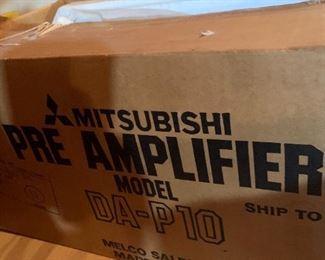 MITSUBISHI
PRE AMPLIFIER
MODEL
DA-P10
SHIP TO
MELCO SALES